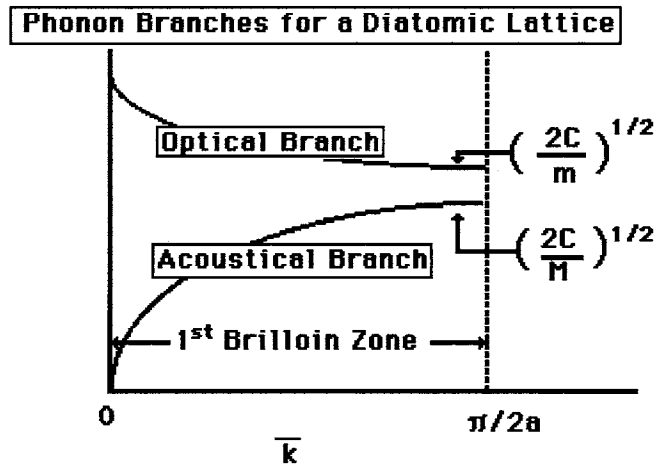 Phonon Branches for a Diatomic Lattice
Optical Branch
(2C/m)^1/2
Acoustical Branch
(2C/M)^1/2
1st Brilloin Zone
0
π/2a
k̅